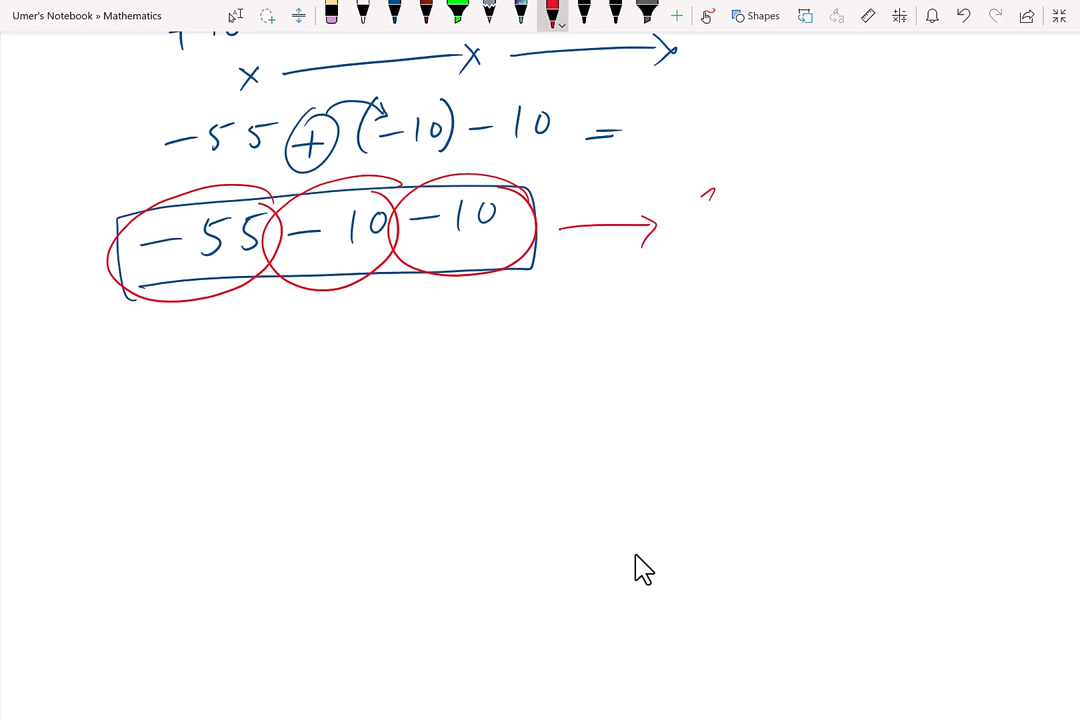 Umer's Notebook » Mathematics
Shapes
× ⟶ × ⟶
-55 + (-10) - 10 =
-55 - 10 - 10 ⟶